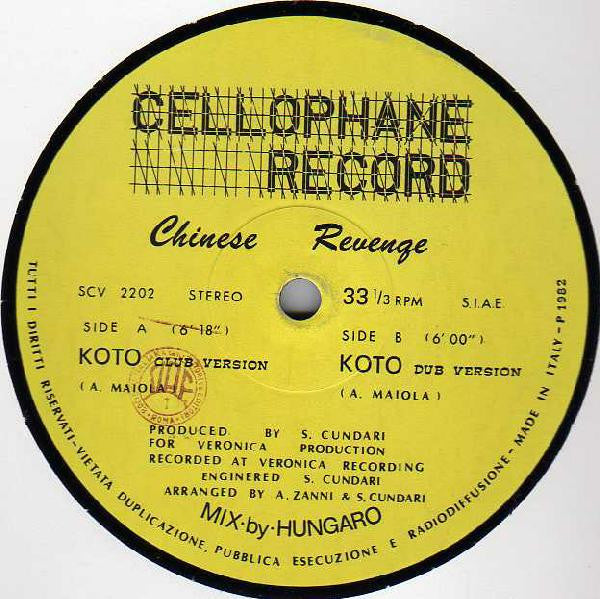 CELLOPHANE
RECORD
Chinese Revenge
SCV 2202 STEREO 33 1/3 RPM S.I.A.E.
SIDE A (6'18") SIDE B (6'00")
KOTO CLUB VERSION KOTO DUB VERSION
(A. MAIOLA) (A. MAIOLA)
PRODUCED BY S. CUNDARI
FOR VERONICA PRODUCTION
RECORDED AT VERONICA RECORDING
ENGINERED S. CUNDARI
ARRANGED BY A. ZANNI & S. CUNDARI
MIX·by·HUNGARO
TUTTI I DIRITTI RISERVATI-VIETATA DUPLICAZIONE, PUBBLICA ESECUZIONE E RADIODIFFUSIONE-MADE IN ITALY-P 1982
ROMA